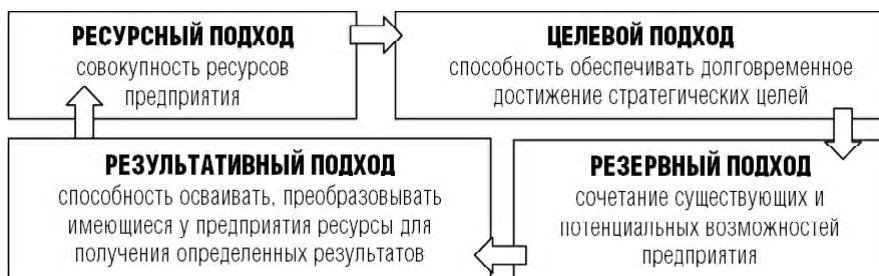 РЕСУРСНЫЙ ПОДХОД
совокупность ресурсов
предприятия
ЦЕЛЕВОЙ ПОДХОД
способность обеспечивать долговременное
достижение стратегических целей
РЕЗУЛЬТАТИВНЫЙ ПОДХОД
способность осваивать, преобразовывать
имеющиеся у предприятия ресурсы для
получения определенных результатов
РЕЗЕРВНЫЙ ПОДХОД
сочетание существующих и
потенциальных возможностей
предприятия